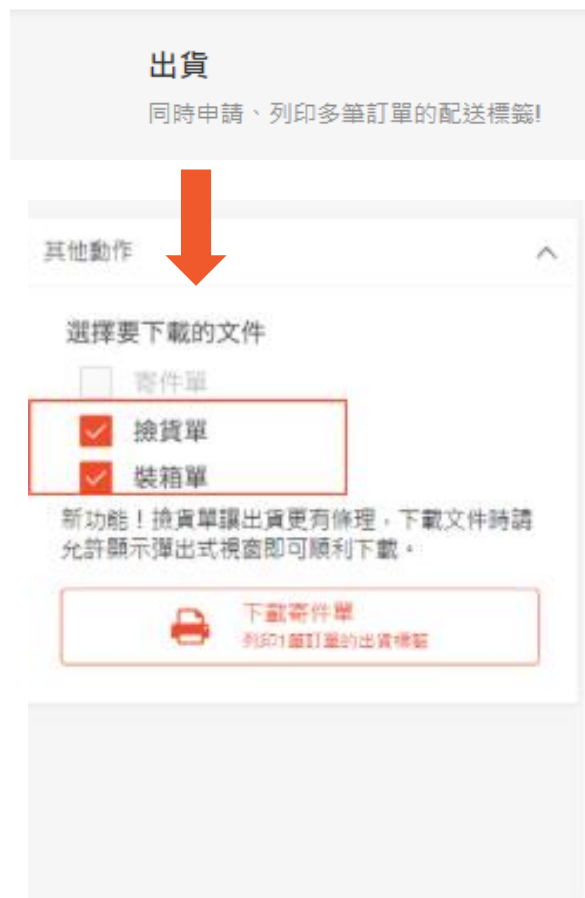 出貨
同時申請、列印多筆訂單的配送標籤!
其他動作
選擇要下載的文件
寄件單
撿貨單
裝箱單
新功能！撿貨單讓出貨更有條理，下載文件時請
允許顯示彈出式視窗即可順利下載。
下載寄件單
列印1筆訂單的出貨標籤